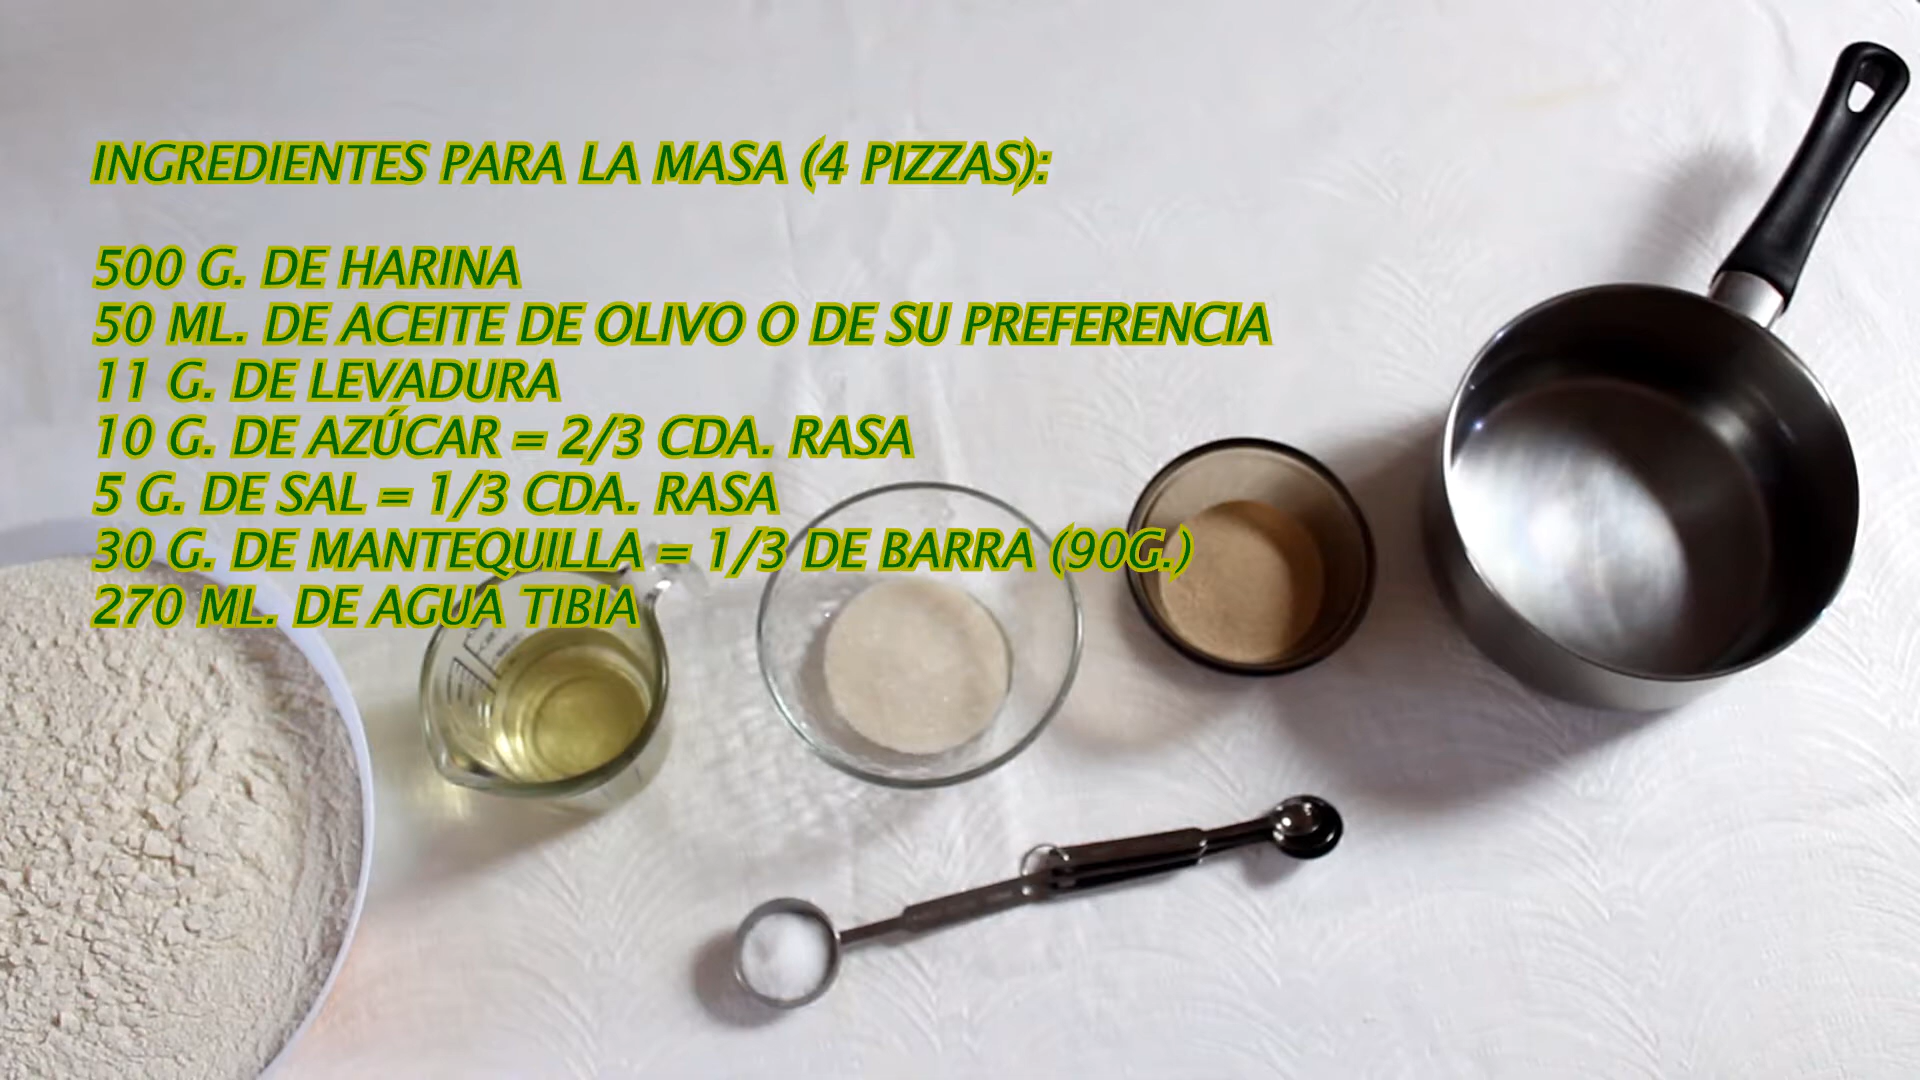 INGREDIENTES PARA LA MASA (4 PIZZAS):
500 G. DE HARINA
50 ML. DE ACEITE DE OLIVO O DE SU PREFERENCIA
11 G. DE LEVADURA
10 G. DE AZÚCAR = 2/3 CDA. RASA
5 G. DE SAL = 1/3 CDA. RASA
30 G. DE MANTEQUILLA = 1/3 DE BARRA (90G.)
270 ML. DE AGUA TIBIA